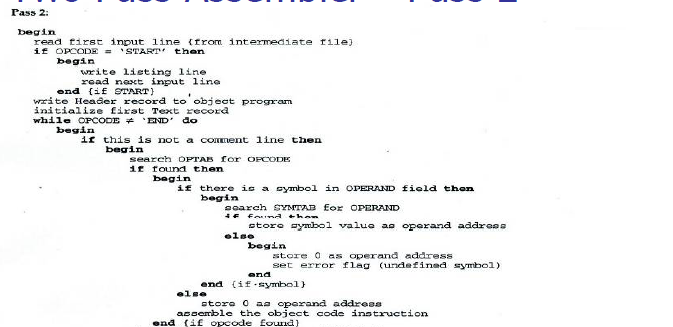 Two Pass Assembler - Pass 2
Pass 2:
begin
read first input line {from intermediate file}
if OPCODE = 'START' then
begin
write listing line
read next input line
end {if START}
write Header record to object program
initialize first Text record
while OPCODE ≠ 'END' do
begin
if this is not a comment line then
begin
search OPTAB for OPCODE
if found then
begin
if there is a symbol in OPERAND field then
begin
search SYMTAB for OPERAND
if found then
store symbol value as operand address
else
begin
store 0 as operand address
set error flag (undefined symbol)
end
end {if symbol}
else
store 0 as operand address
assemble the object code instruction
end {if opcode found}